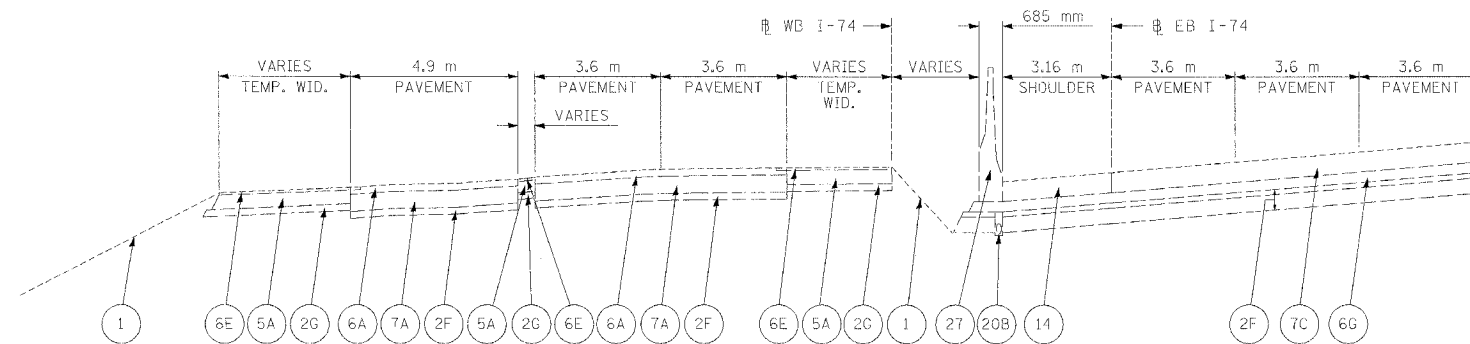 ℄ WB I-74
685 mm
℄ EB I-74
VARIES
TEMP. WID.
4.9 m
PAVEMENT
3.6 m
PAVEMENT
3.6 m
PAVEMENT
VARIES
TEMP.
WID.
VARIES
3.16 m
SHOULDER
3.6 m
PAVEMENT
3.6 m
PAVEMENT
3.6 m
PAVEMENT
VARIES
1
6E
5A
2G
6A
7A
2F
5A
2G
6E
6A
7A
2F
6E
5A
2G
1
27
20B
14
2F
7C
6G